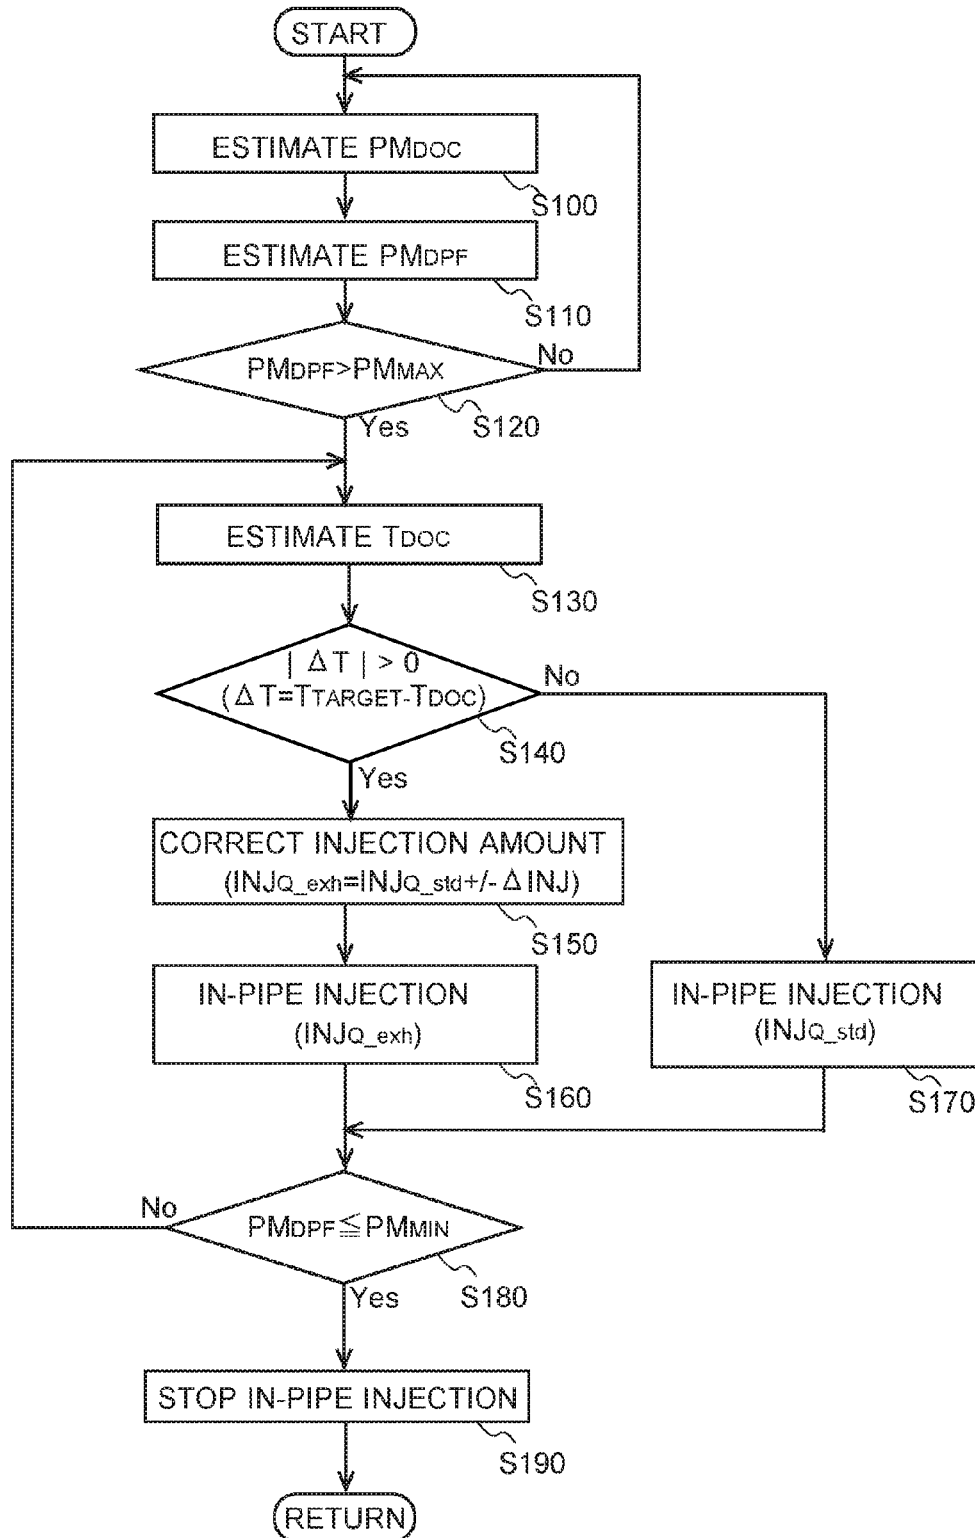 START
ESTIMATE PMDOC
S100
ESTIMATE PMDPF
S110
PMDPF>PMMAX
No
S120
Yes
ESTIMATE TDOC
S130
| ΔT | > 0
(ΔT=TTARGET-TDOC)
No
S140
Yes
CORRECT INJECTION AMOUNT
(INJQ_exh=INJQ_std+/-ΔINJ)
S150
IN-PIPE INJECTION
(INJQ_exh)
S160
IN-PIPE INJECTION
(INJQ_std)
S170
No
PMDPF≦PMMIN
S180
Yes
STOP IN-PIPE INJECTION
S190
RETURN